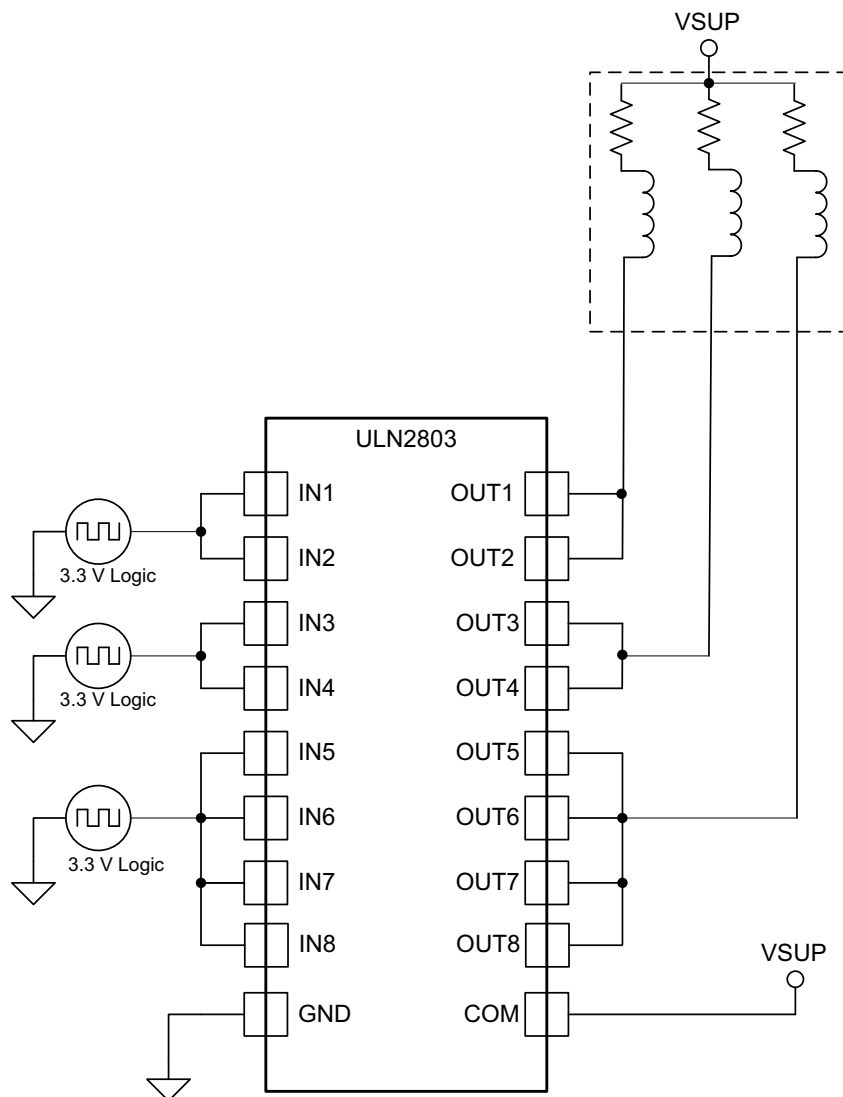 VSUP
ULN2803
IN1
OUT1
IN2
OUT2
3.3 V Logic
IN3
OUT3
IN4
OUT4
3.3 V Logic
IN5
OUT5
IN6
OUT6
3.3 V Logic
IN7
OUT7
IN8
OUT8
VSUP
GND
COM